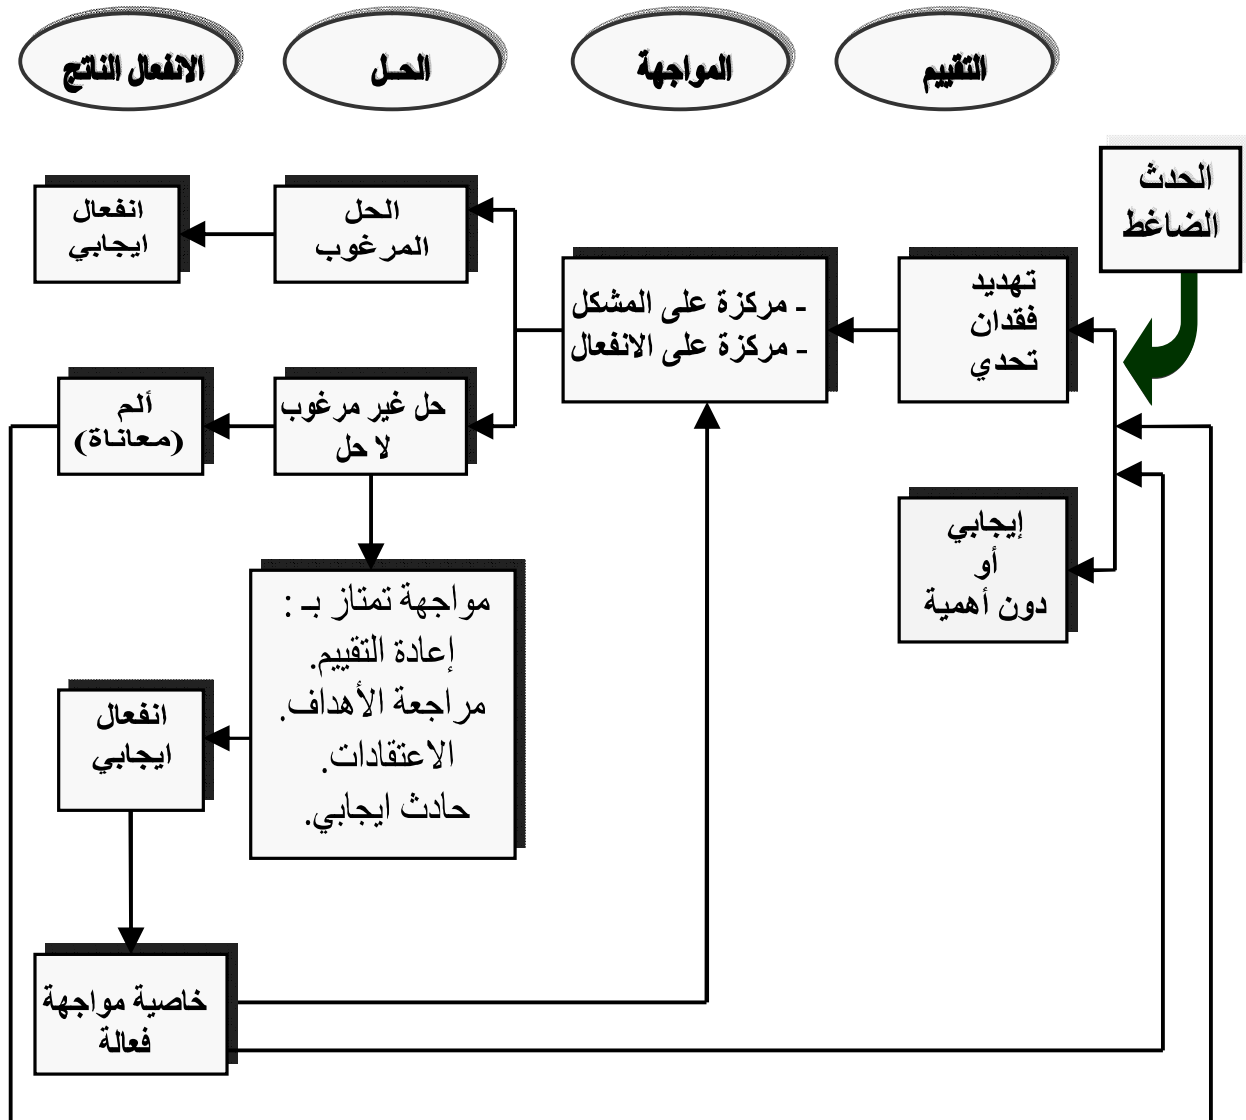 التقييم
المواجهة
الحـل
الانفعال الناتج
الحدث
الضاغط
تهديد
فقدان
تحدي
- مركزة على المشكل
- مركزة على الانفعال
الحل
المرغوب
انفعال
ايجابي
حل غير مرغوب
لا حل
ألم
(معاناة)
إيجابي
أو
دون أهمية
مواجهة تمتاز بـ :
إعادة التقييم.
مراجعة الأهداف.
الاعتقادات.
حادث ايجابي.
انفعال
ايجابي
خاصية مواجهة
فعالة